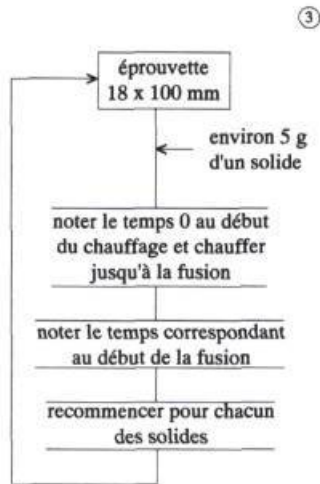 ③
éprouvette
18 x 100 mm
environ 5 g
d'un solide
noter le temps 0 au début
du chauffage et chauffer
jusqu'à la fusion
noter le temps correspondant
au début de la fusion
recommencer pour chacun
des solides